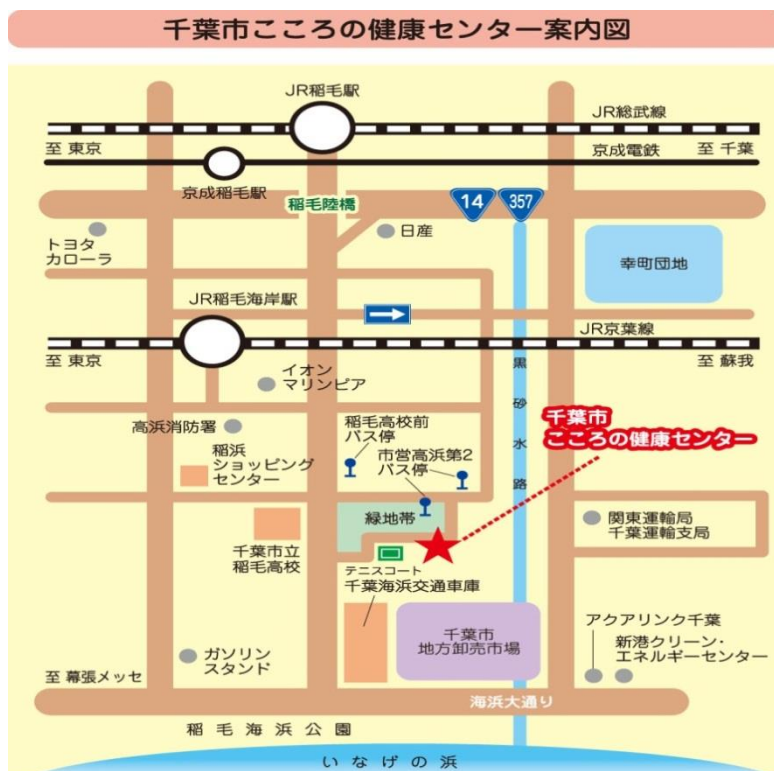 千葉市こころの健康センター案内図
JR稲毛駅
JR総武線
至 東京
京成電鉄
至 千葉
京成稲毛駅
稲毛陸橋
14
357
トヨタ
カローラ
日産
幸町団地
JR稲毛海岸駅
JR京葉線
至 東京
至 蘇我
黒砂水路
イオン
マリンピア
高浜消防署
稲毛高校前
バス停
千葉市
こころの健康センター
稲浜
ショッピング
センター
市営高浜第2
バス停
緑地帯
関東運輸局
千葉運輸支局
千葉市立
稲毛高校
テニスコート
千葉海浜交通車庫
アクアリンク千葉
千葉市
地方卸売市場
新港クリーン・
エネルギーセンター
ガソリン
スタンド
至 幕張メッセ
海浜大通り
稲毛海浜公園
いなげの浜